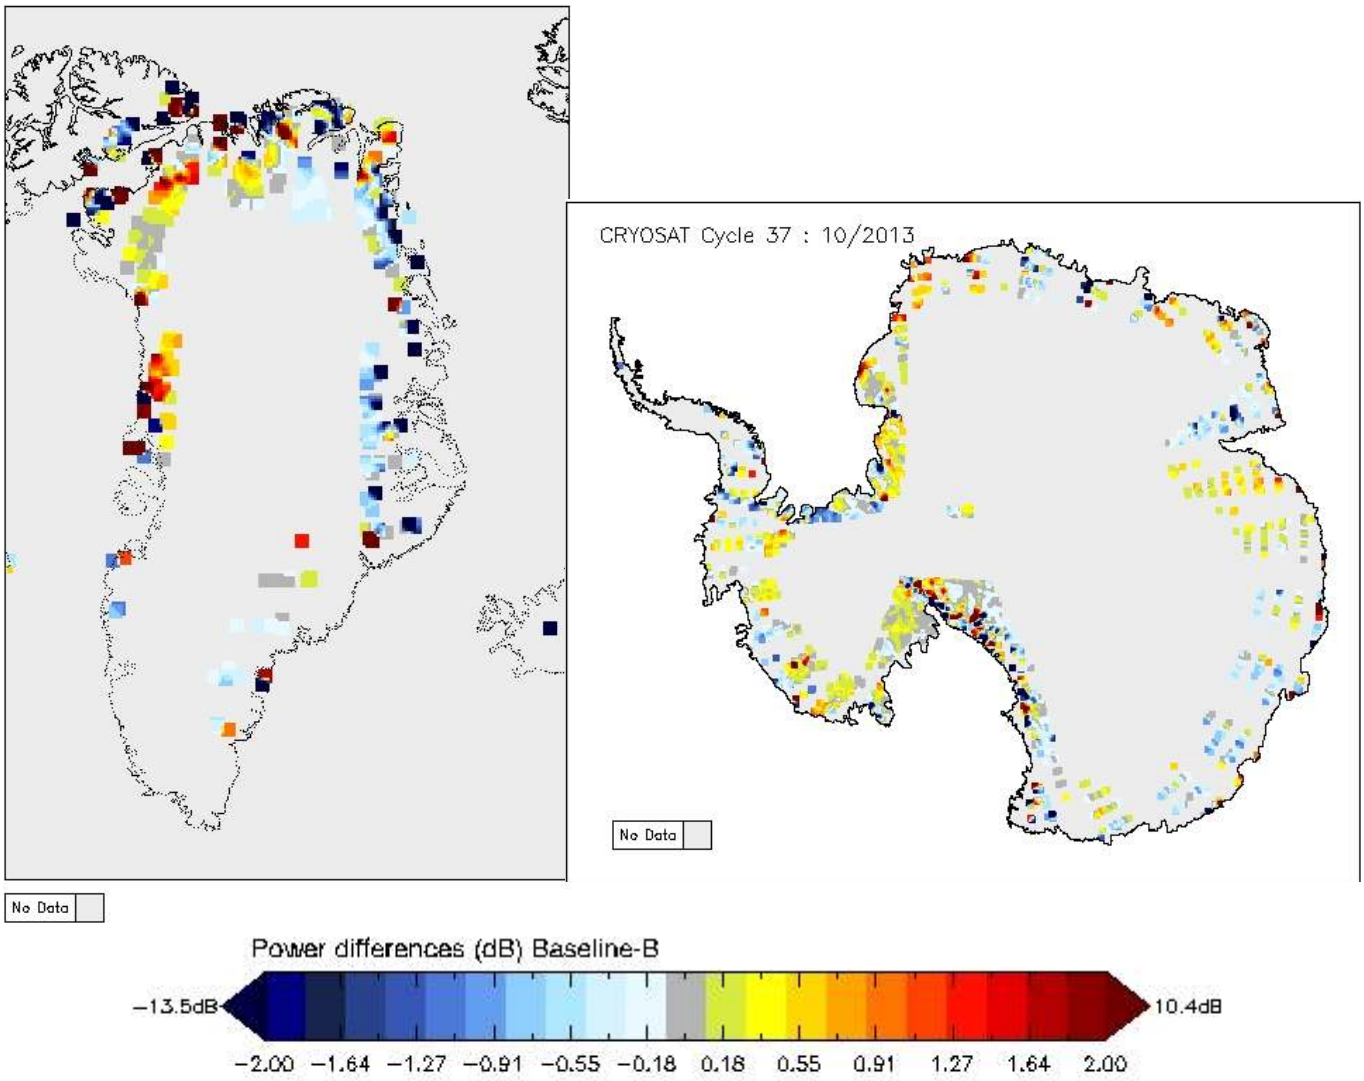 CRYOSAT Cycle 37 : 10/2013
No Data
No Data
Power differences (dB) Baseline-B
-13.5dB
10.4dB
-2.00 -1.64 -1.27 -0.91 -0.55 -0.18 0.18 0.55 0.91 1.27 1.64 2.00